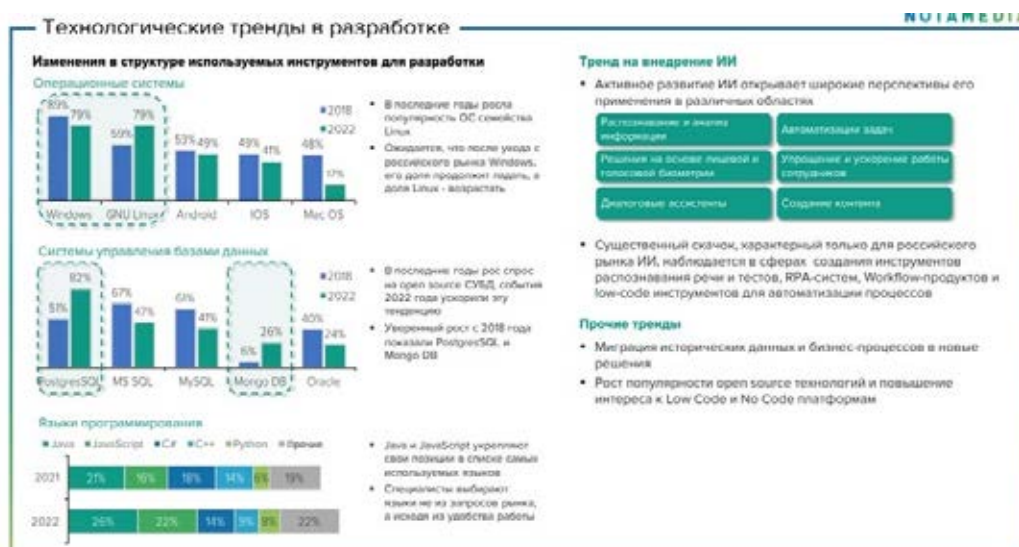 NOTAMEDIA
Технологические тренды в разработке
Изменения в структуре используемых инструментов для разработки
Операционные системы
89%
79%
59%
79%
53%
49%
49%
41%
48%
17%
2018
2022
Windows
GNU Linux
Android
IOS
Mac OS
• В последние годы росла
популярность ОС семейства
Linux
• Ожидается, что после ухода с
российского рынка Windows,
его доля продолжит падать, а
доля Linux - возрастать
Системы управления базами данных
51%
82%
67%
47%
61%
41%
6%
26%
40%
24%
2018
2022
PostgresSQL
MS SQL
MySQL
Mongo DB
Oracle
• В последние годы рос спрос
на open source СУБД, события
2022 года ускорили эту
тенденцию
• Уверенный рост с 2018 года
показали PostgresSQL и
Mongo DB
Языки программирования
Java JavaScript C# C++ Python Прочие
2021 21% 16% 18% 14% 6% 19%
2022 26% 22% 14% 9% 8% 22%
• Java и JavaScript укрепляют
свои позиции в списке самых
используемых языков
• Специалисты выбирают
языки не из запросов рынка,
а исходя из удобства работы
Тренд на внедрение ИИ
• Активное развитие ИИ открывает широкие перспективы его
применения в различных областях
Распознавание и анализ
информации
Автоматизация задач
Решения на основе лицевой и
голосовой биометрии
Упрощение и ускорение работы
сотрудников
Диалоговые ассистенты
Создание контента
• Существенный скачок, характерный только для российского
рынка ИИ, наблюдается в сферах создания инструментов
распознавания речи и тестов, RPA-систем, Workflow-продуктов и
low-code инструментов для автоматизации процессов
Прочие тренды
• Миграция исторических данных и бизнес-процессов в новые
решения
• Рост популярности open source технологий и повышение
интереса к Low Code и No Code платформам